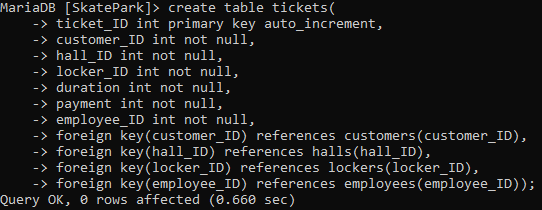 MariaDB [SkatePark]> create table tickets(
    -> ticket_ID int primary key auto_increment,
    -> customer_ID int not null,
    -> hall_ID int not null,
    -> locker_ID int not null,
    -> duration int not null,
    -> payment int not null,
    -> employee_ID int not null,
    -> foreign key(customer_ID) references customers(customer_ID),
    -> foreign key(hall_ID) references halls(hall_ID),
    -> foreign key(locker_ID) references lockers(locker_ID),
    -> foreign key(employee_ID) references employees(employee_ID));
Query OK, 0 rows affected (0.660 sec)